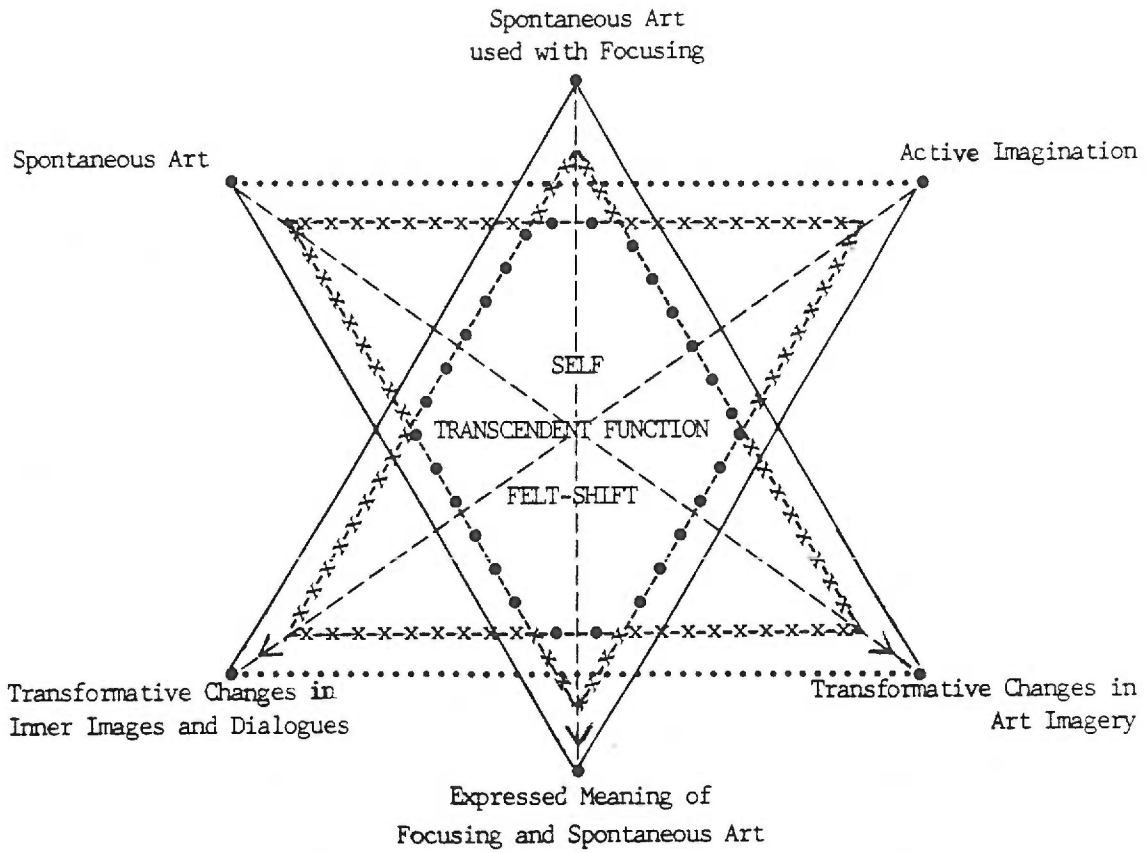 Spontaneous Art
used with Focusing
Spontaneous Art
Active Imagination
SELF
TRANSCENDENT FUNCTION
FELT-SHIFT
Transformative Changes in
Inner Images and Dialogues
Transformative Changes in
Art Imagery
Expressed Meaning of
Focusing and Spontaneous Art